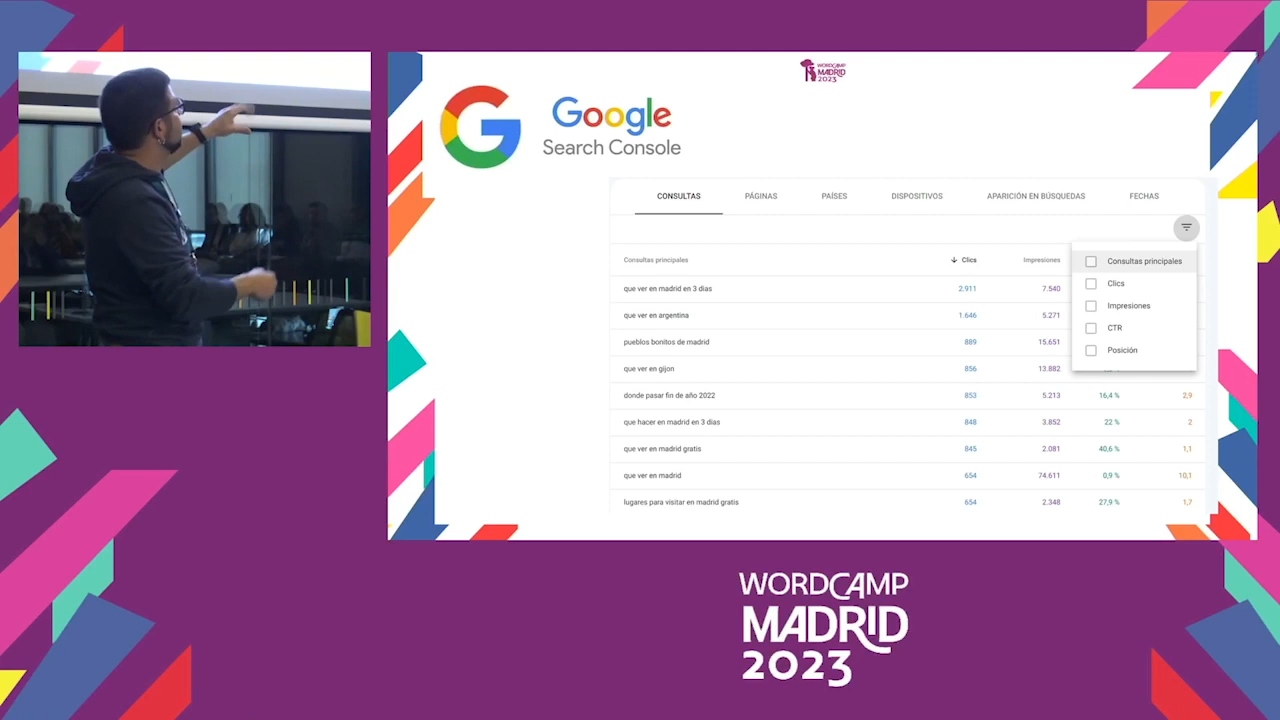 WORDCAMP
MADRID
2023
G
Google
Search Console
CONSULTAS PÁGINAS PAÍSES DISPOSITIVOS APARICIÓN EN BÚSQUEDAS FECHAS
Consultas principales Clics Impresiones
Consultas principales
Clics
Impresiones
CTR
Posición
que ver en madrid en 3 dias 2.911 7.540
que ver en argentina 1.646 5.271
pueblos bonitos de madrid 889 15.651
que ver en gijon 856 13.882
donde pasar fin de año 2022 853 5.213 16,4 % 2,9
que hacer en madrid en 3 dias 848 3.852 22 % 2
que ver en madrid gratis 845 2.081 40,6 % 1,1
que ver en madrid 654 74.611 0,9 % 10,1
lugares para visitar en madrid gratis 654 2.348 27,9 % 1,7
WORDCAMP
MADRID
2023